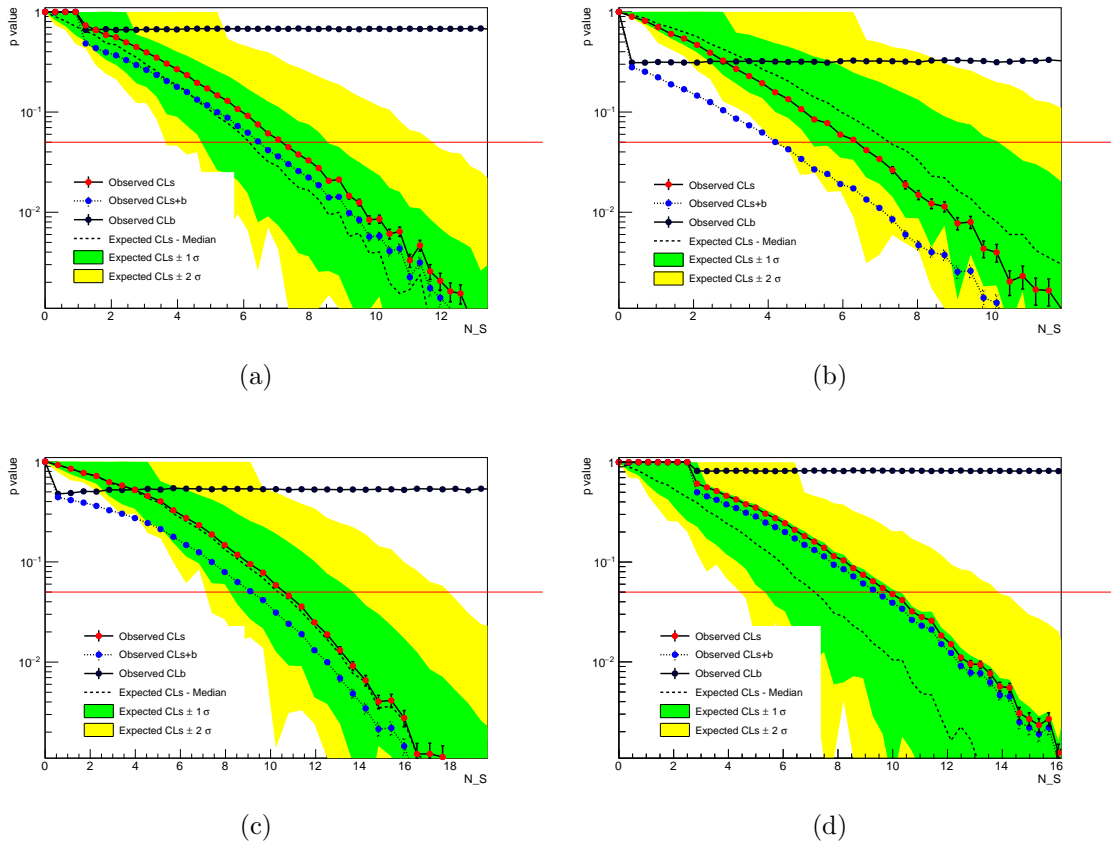 p value
1
10⁻¹
10⁻²
Observed CLs
Observed CLs+b
Observed CLb
Expected CLs - Median
Expected CLs ± 1 σ
Expected CLs ± 2 σ
0 2 4 6 8 10 12
N_S
(a)
p value
1
10⁻¹
10⁻²
Observed CLs
Observed CLs+b
Observed CLb
Expected CLs - Median
Expected CLs ± 1 σ
Expected CLs ± 2 σ
0 2 4 6 8 10
N_S
(b)
p value
1
10⁻¹
10⁻²
Observed CLs
Observed CLs+b
Observed CLb
Expected CLs - Median
Expected CLs ± 1 σ
Expected CLs ± 2 σ
0 2 4 6 8 10 12 14 16 18
N_S
(c)
p value
1
10⁻¹
10⁻²
Observed CLs
Observed CLs+b
Observed CLb
Expected CLs - Median
Expected CLs ± 1 σ
Expected CLs ± 2 σ
0 2 4 6 8 10 12 14 16
N_S
(d)